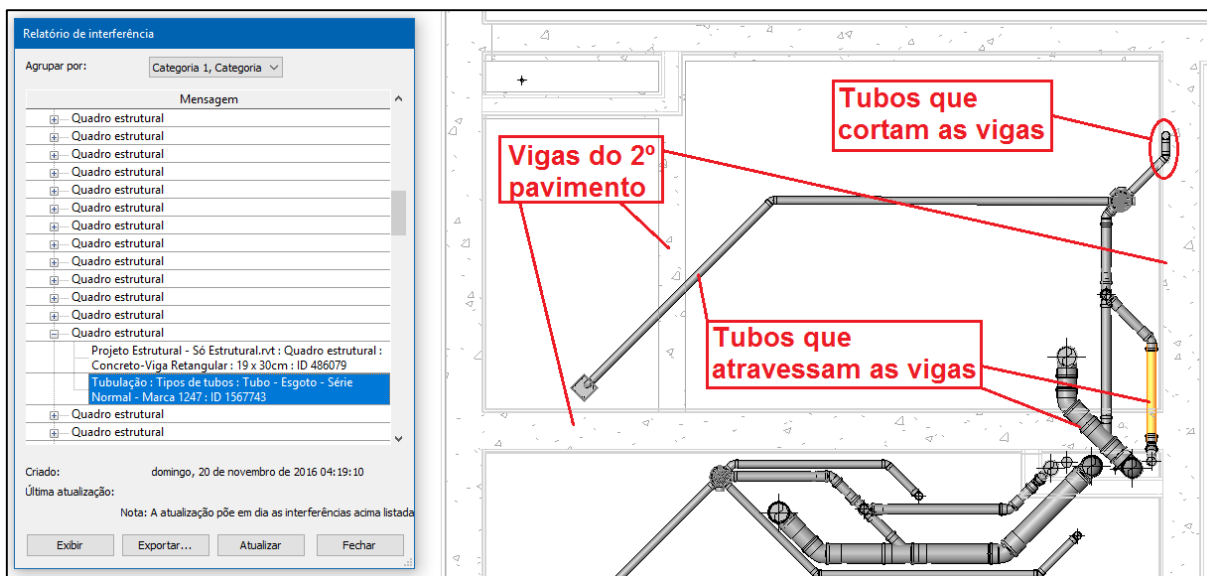 Relatório de interferência
Agrupar por:
Categoria 1, Categoria
Mensagem
Quadro estrutural
Quadro estrutural
Quadro estrutural
Quadro estrutural
Quadro estrutural
Quadro estrutural
Quadro estrutural
Quadro estrutural
Quadro estrutural
Quadro estrutural
Quadro estrutural
Quadro estrutural
Quadro estrutural
Projeto Estrutural - Só Estrutural.rvt : Quadro estrutural :
Concreto-Viga Retangular : 19 x 30cm : ID 486079
Tubulação : Tipos de tubos : Tubo - Esgoto - Série
Normal - Marca 1247 : ID 1567743
Quadro estrutural
Quadro estrutural
Criado:
domingo, 20 de novembro de 2016 04:19:10
Última atualização:
Nota: A atualização põe em dia as interferências acima listada
Exibir
Exportar...
Atualizar
Fechar
Tubos que
cortam as vigas
Vigas do 2º
pavimento
Tubos que
atravessam as vigas